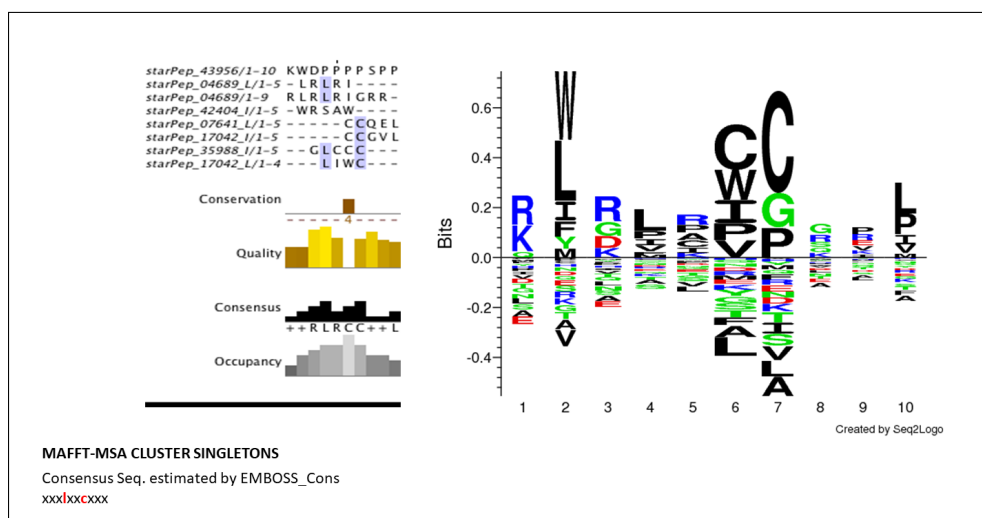 starPep_43956/1-10 KWDPPPPSPP
starPep_04689_L/1-5 -LRLRI----
starPep_04689/1-9 RLRLRIGRR-
starPep_42404_I/1-5 -WRSAW----
starPep_07641_L/1-5 -----CCQEL
starPep_17042_I/1-5 -----CCGVL
starPep_35988_I/1-5 --GLCCC---
starPep_17042_L/1-4 ---LIWC---
Conservation
-----4----
Quality
Consensus
++RLRCC++L
Occupancy
Bits
0.6
0.4
0.2
0.0
-0.2
-0.4
1 2 3 4 5 6 7 8 9 10
Created by Seq2Logo
MAFFT-MSA CLUSTER SINGLETONS
Consensus Seq. estimated by EMBOSS_Cons
xxxlxxcxxx